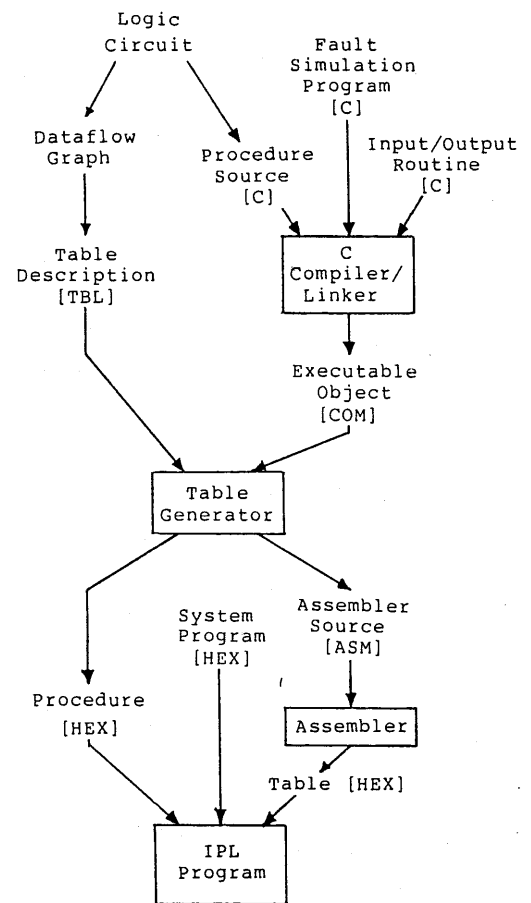 Logic
Circuit
Fault
Simulation
Program
[C]
Dataflow
Graph
Procedure
Source
[C]
Input/Output
Routine
[C]
Table
Description
[TBL]
C
Compiler/
Linker
Executable
Object
[COM]
Table
Generator
System
Program
[HEX]
Assembler
Source
[ASM]
Procedure
[HEX]
Assembler
Table [HEX]
IPL
Program